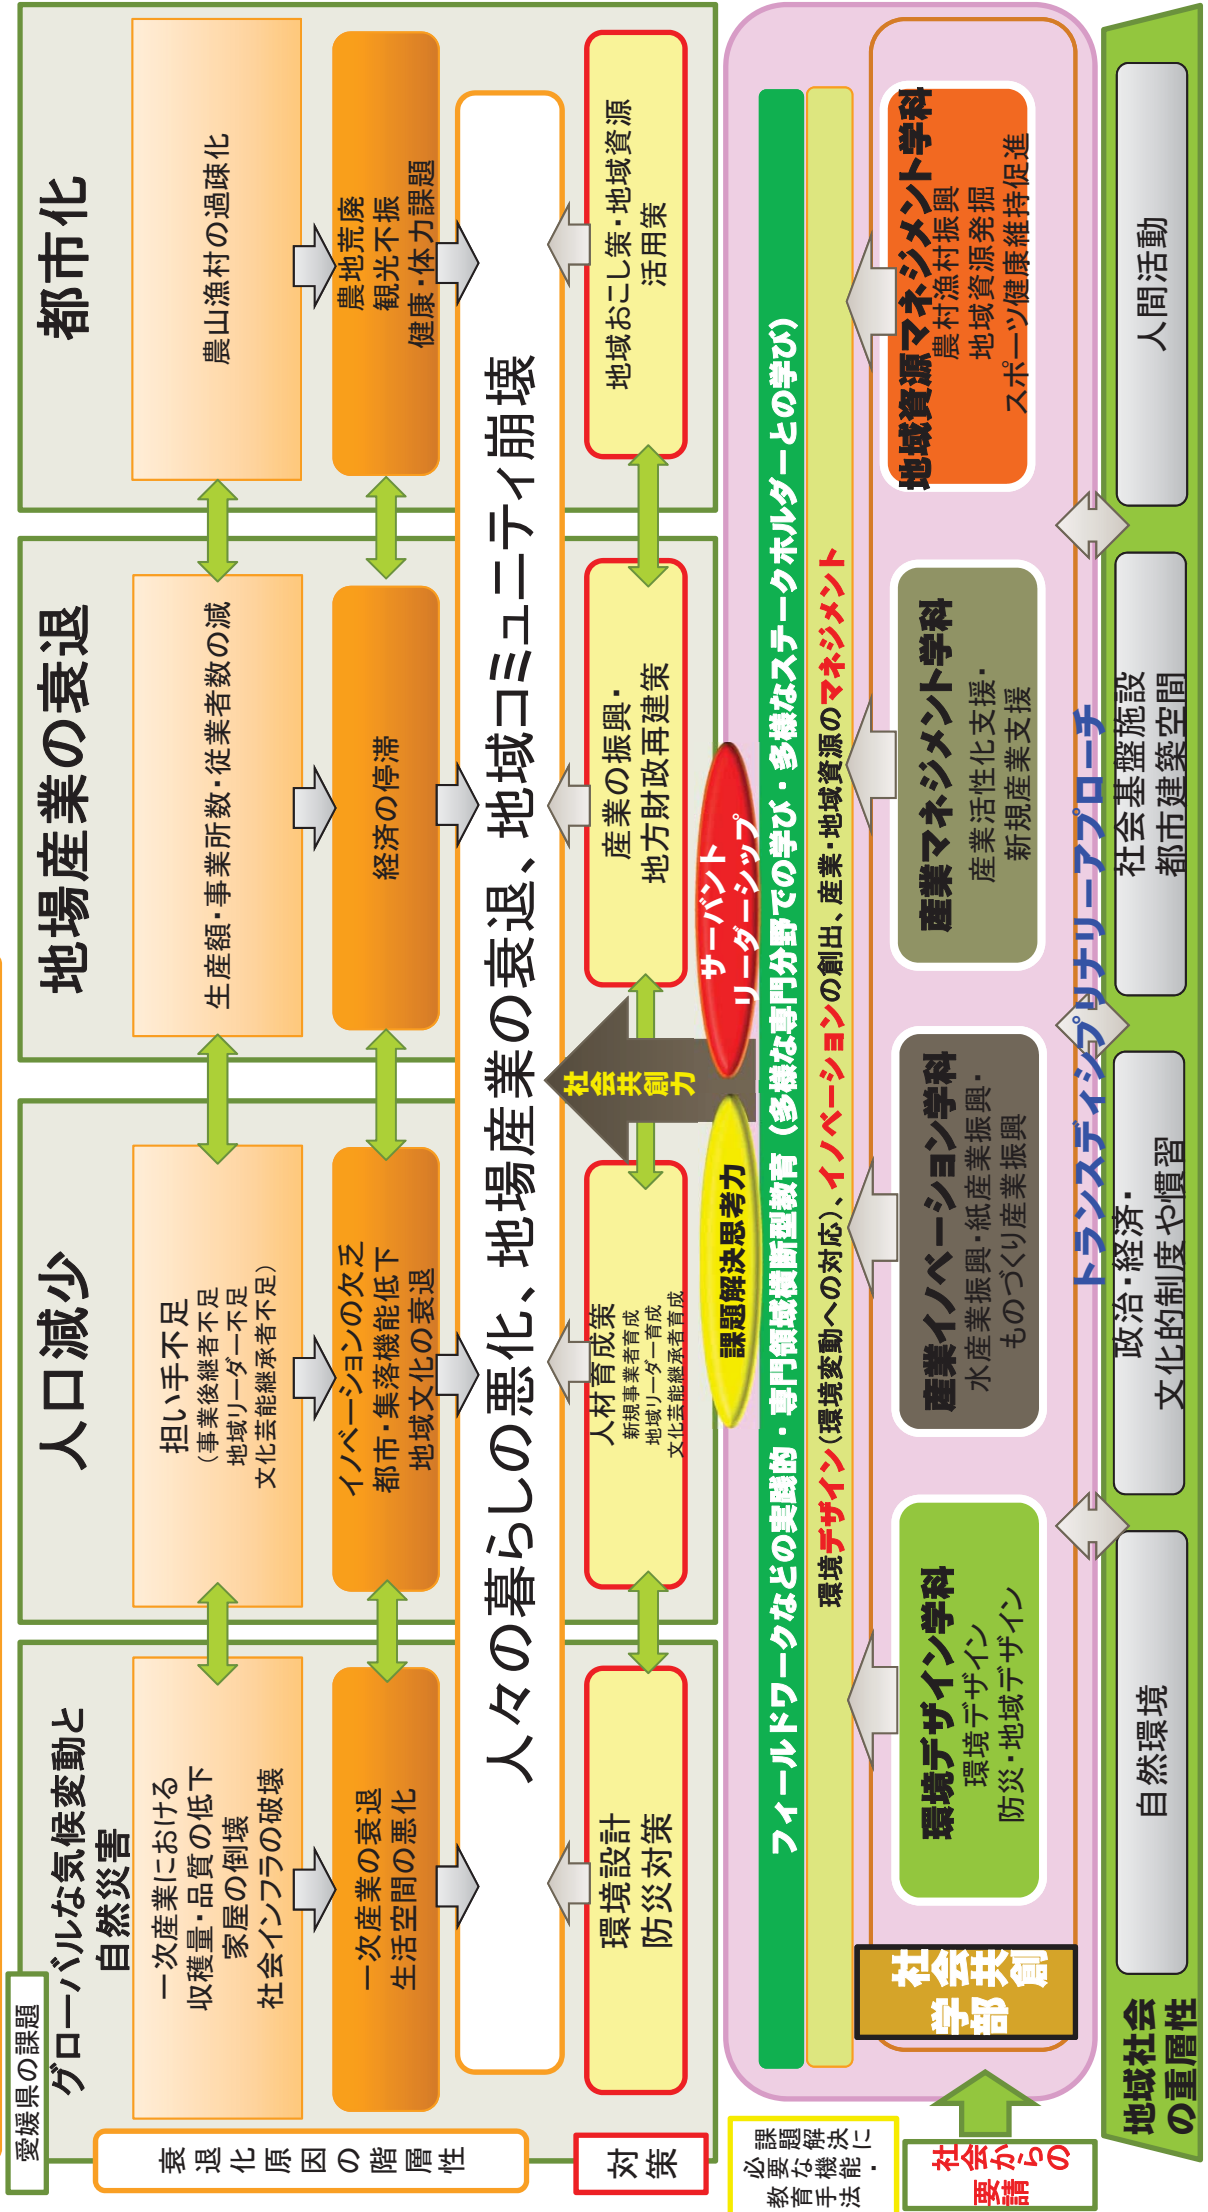 愛媛県の課題
グローバルな気候変動と
自然災害
人口減少
地場産業の衰退
都市化
衰退化原因の階層性
一次産業における
収穫量・品質の低下
家屋の倒壊
社会インフラの破壊
担い手不足
（事業後継者不足
地域リーダー不足
文化芸能継承者不足）
生産額・事業所数・従業者数の減
農山漁村の過疎化
一次産業の衰退
生活空間の悪化
イノベーションの欠乏
都市・集落機能低下
地域文化の衰退
経済の停滞
農地荒廃
観光不振
健康・体力課題
人々の暮らしの悪化、地場産業の衰退、地域コミュニティ崩壊
対策
環境設計
防災対策
人材育成策
新規事業者育成
地域リーダー育成
文化芸能継承者育成
産業の振興・
地方財政再建策
地域おこし策・地域資源
活用策
社会共創力
課題解決思考力
サーバント
リーダーシップ
課題解決に
必要な機能・
教育手法
フィールドワークなどの実践的・専門領域横断型教育（多様な専門分野での学び・多様なステークホルダーとの学び）
環境デザイン（環境変動への対応）、イノベーションの創出、産業・地域資源のマネジメント
社会からの
要請
社会共創
学部
環境デザイン学科
環境デザイン
防災・地域デザイン
産業イノベーション学科
水産業振興・紙産業振興・
ものづくり産業振興
産業マネジメント学科
産業活性化支援・
新規産業支援
地域資源マネジメント学科
農村漁村振興
地域資源発掘
スポーツ健康維持促進
トランスディシプリナリーアプローチ
地域社会
の重層性
自然環境
政治・経済・
文化的制度や慣習
社会基盤施設
都市建築空間
人間活動